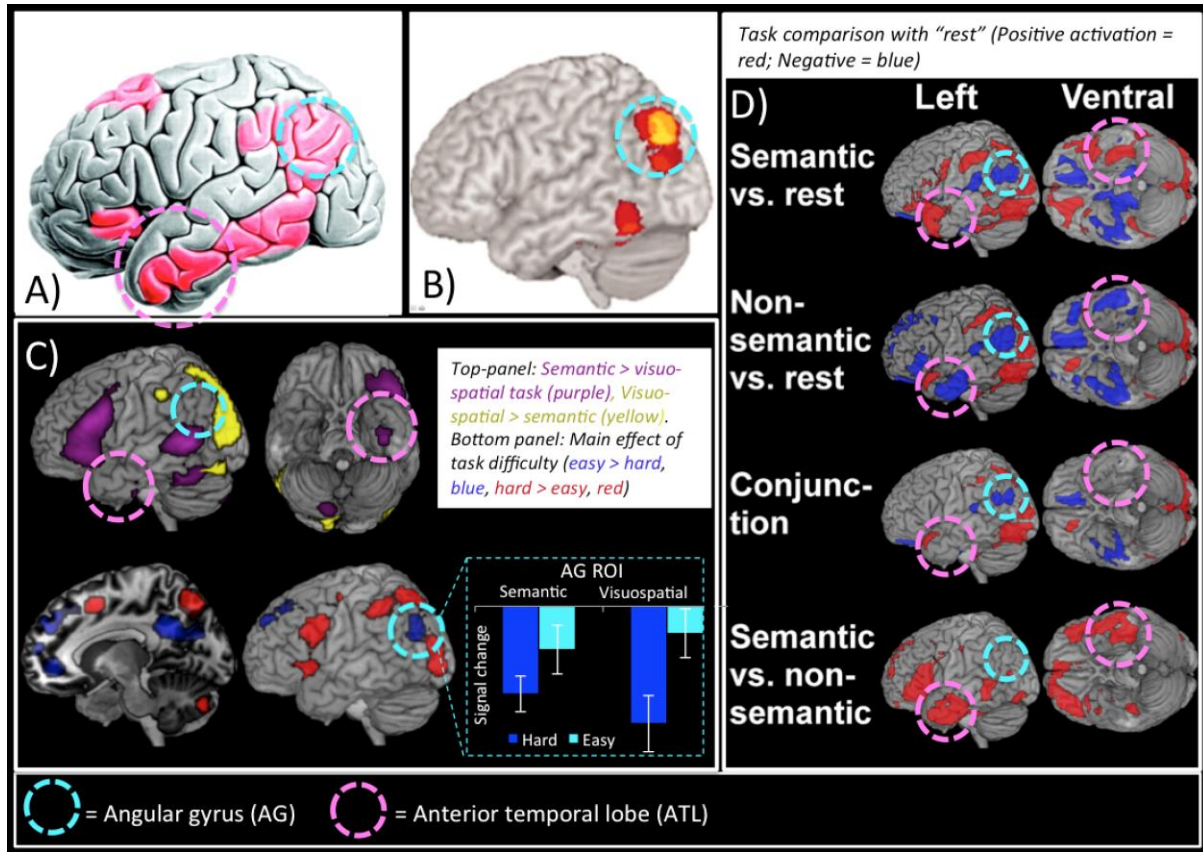 A)
B)
C)
Top-panel: Semantic > visuo-
spatial task (purple), Visuo-
spatial > semantic (yellow).
Bottom panel: Main effect of
task difficulty (easy > hard,
blue, hard > easy, red)
AG ROI
Semantic Visuospatial
Signal change
Hard Easy
Task comparison with “rest” (Positive activation =
red; Negative = blue)
D)
Left Ventral
Semantic
vs. rest
Non-
semantic
vs. rest
Conjunc-
tion
Semantic
vs. non-
semantic
= Angular gyrus (AG) = Anterior temporal lobe (ATL)